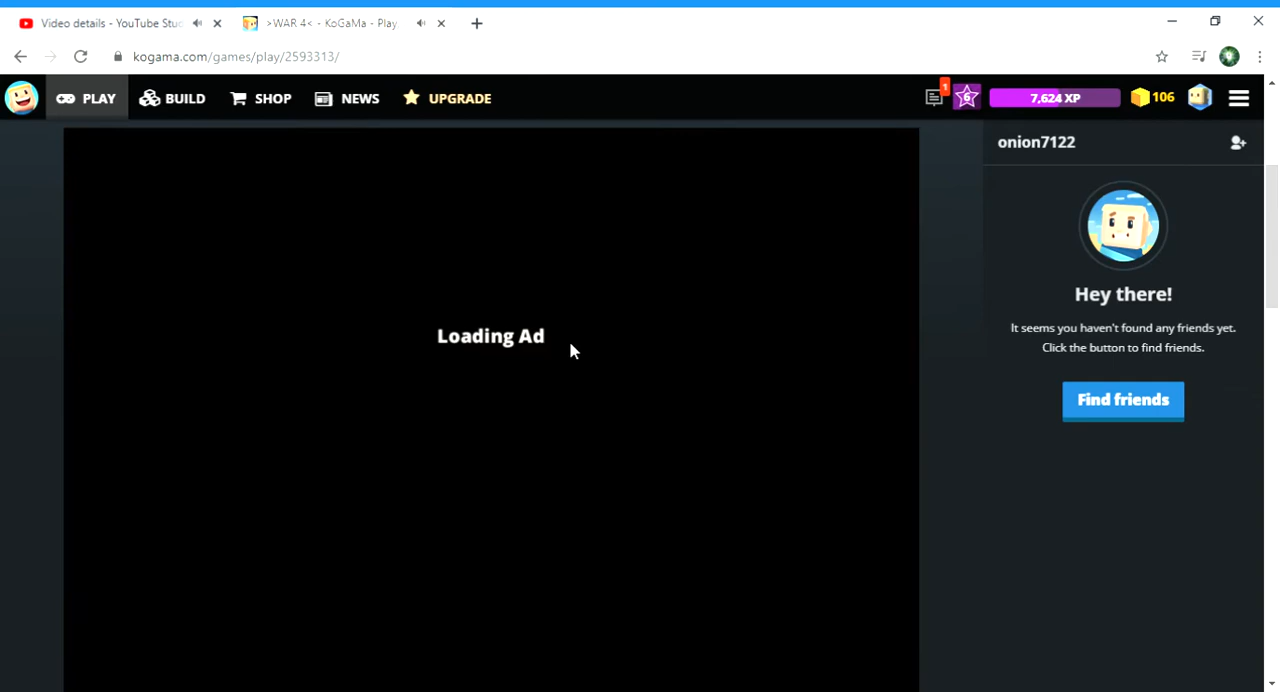 Video details - YouTube Stu
>WAR 4< - KoGaMa - Play
kogama.com/games/play/2593313/
PLAY BUILD SHOP NEWS UPGRADE 1 6 7,624 XP 106
onion7122
Hey there!
It seems you haven't found any friends yet.
Click the button to find friends.
Find friends
Loading Ad